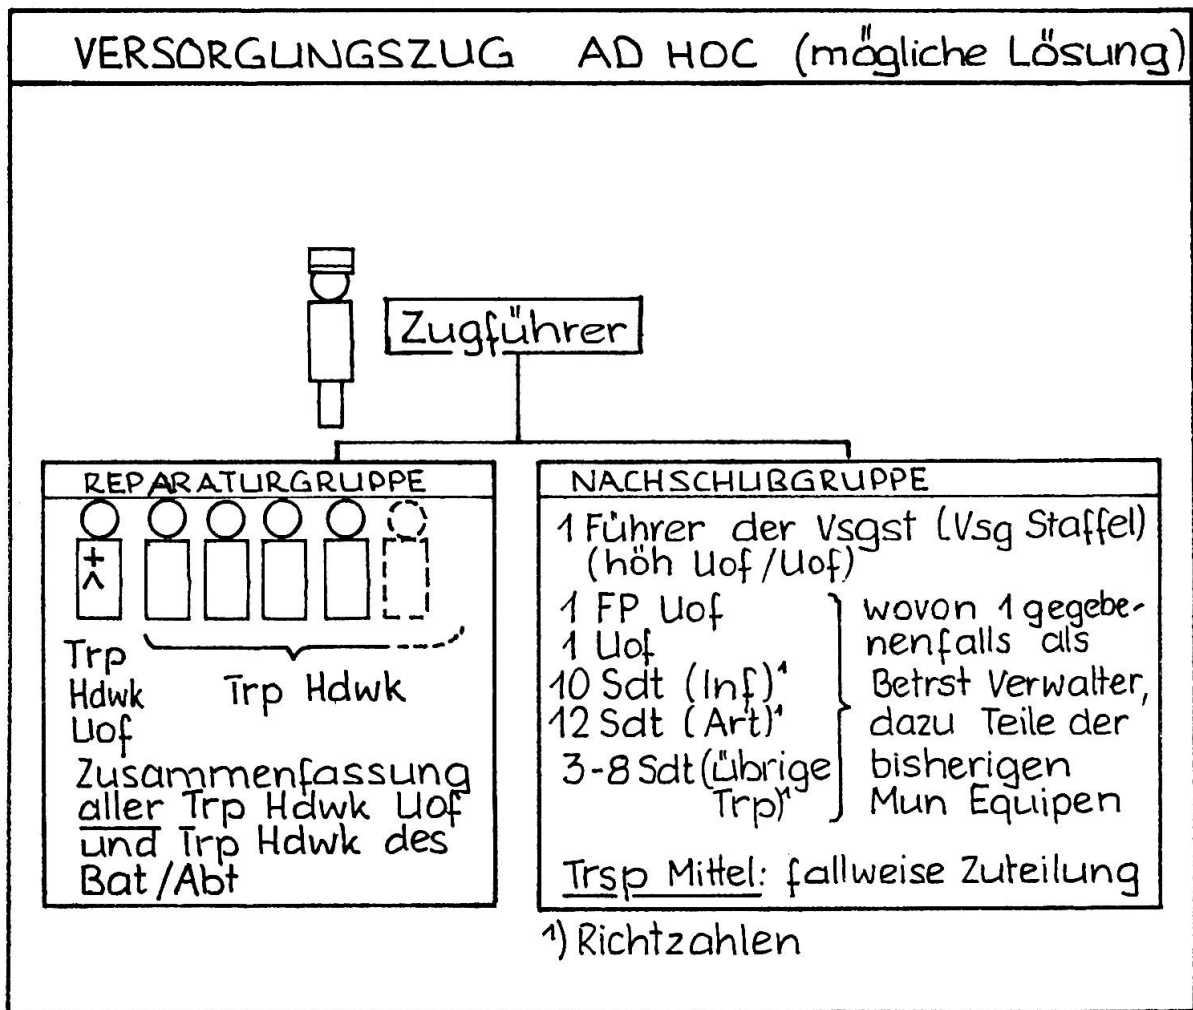 VERSORGUNGSZUG AD HOC (mögliche Lösung)
Zugführer
REPARATURGRUPPE
Trp
Hdwk
Uof
Trp Hdwk
Zusammenfassung
aller Trp Hdwk Uof
und Trp Hdwk des
Bat/Abt
NACHSCHUBGRUPPE
1 Führer der Vsgst (Vsg Staffel)
(höh Uof/Uof)
1 FP Uof
1 Uof
10 Sdt (Inf)¹
12 Sdt (Art)¹
3-8 Sdt (übrige
Trp)¹
wovon 1 gegebe-
nenfalls als
Betrst Verwalter,
dazu Teile der
bisherigen
Mun Equipen
Trsp Mittel: fallweise Zuteilung
1) Richtzahlen